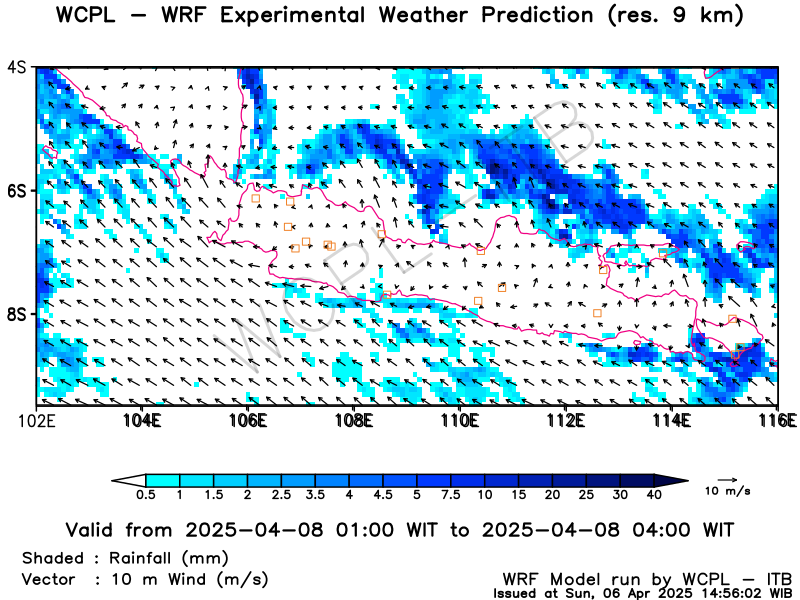 WCPL – WRF Experimental Weather Prediction (res. 9 km)
4S
6S
8S
102E 104E 106E 108E 110E 112E 114E 116E
WCPL ITB
0.5 1 1.5 2 2.5 3.5 4 4.5 5 7.5 10 15 20 25 30 40
10 m/s
Valid from 2025-04-08 01:00 WIT to 2025-04-08 04:00 WIT
Shaded : Rainfall (mm)
Vector : 10 m Wind (m/s)
WRF Model run by WCPL – ITB
Issued at Sun, 06 Apr 2025 14:56:02 WIB